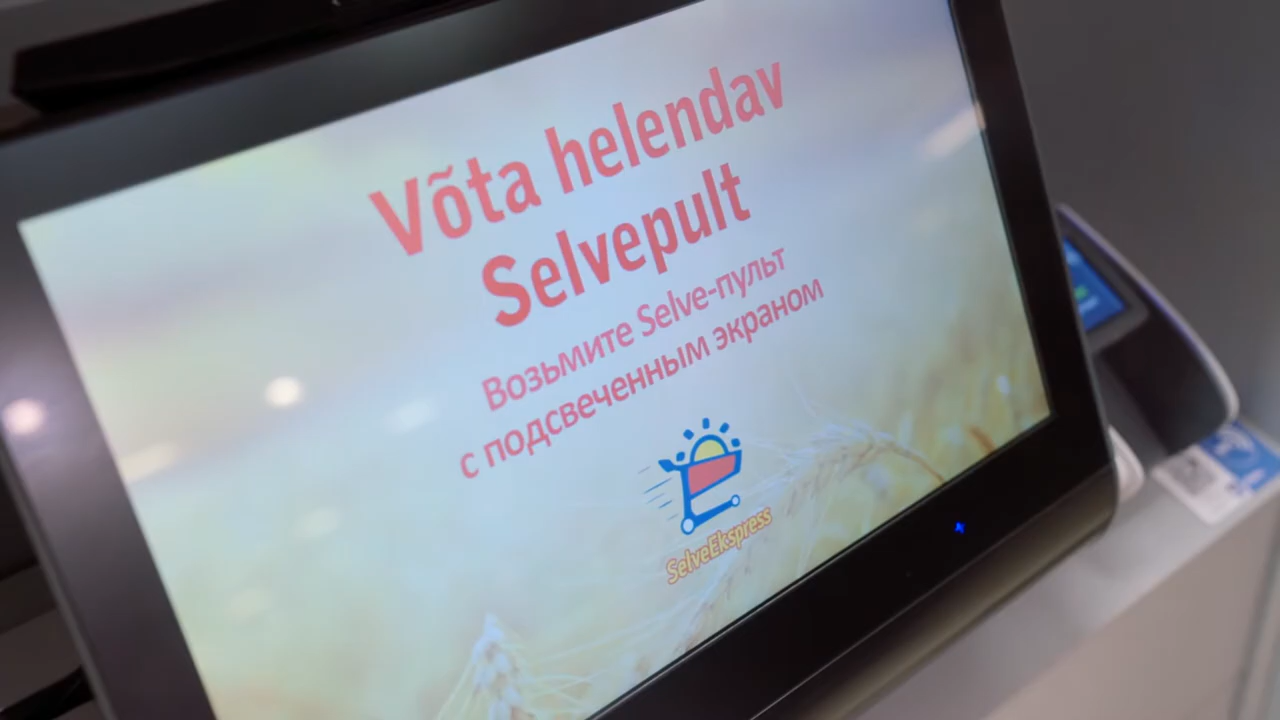 Võta helendav
Selvepult
Возьмите Selve-пульт
с подсвеченным экраном
SelveEkspress